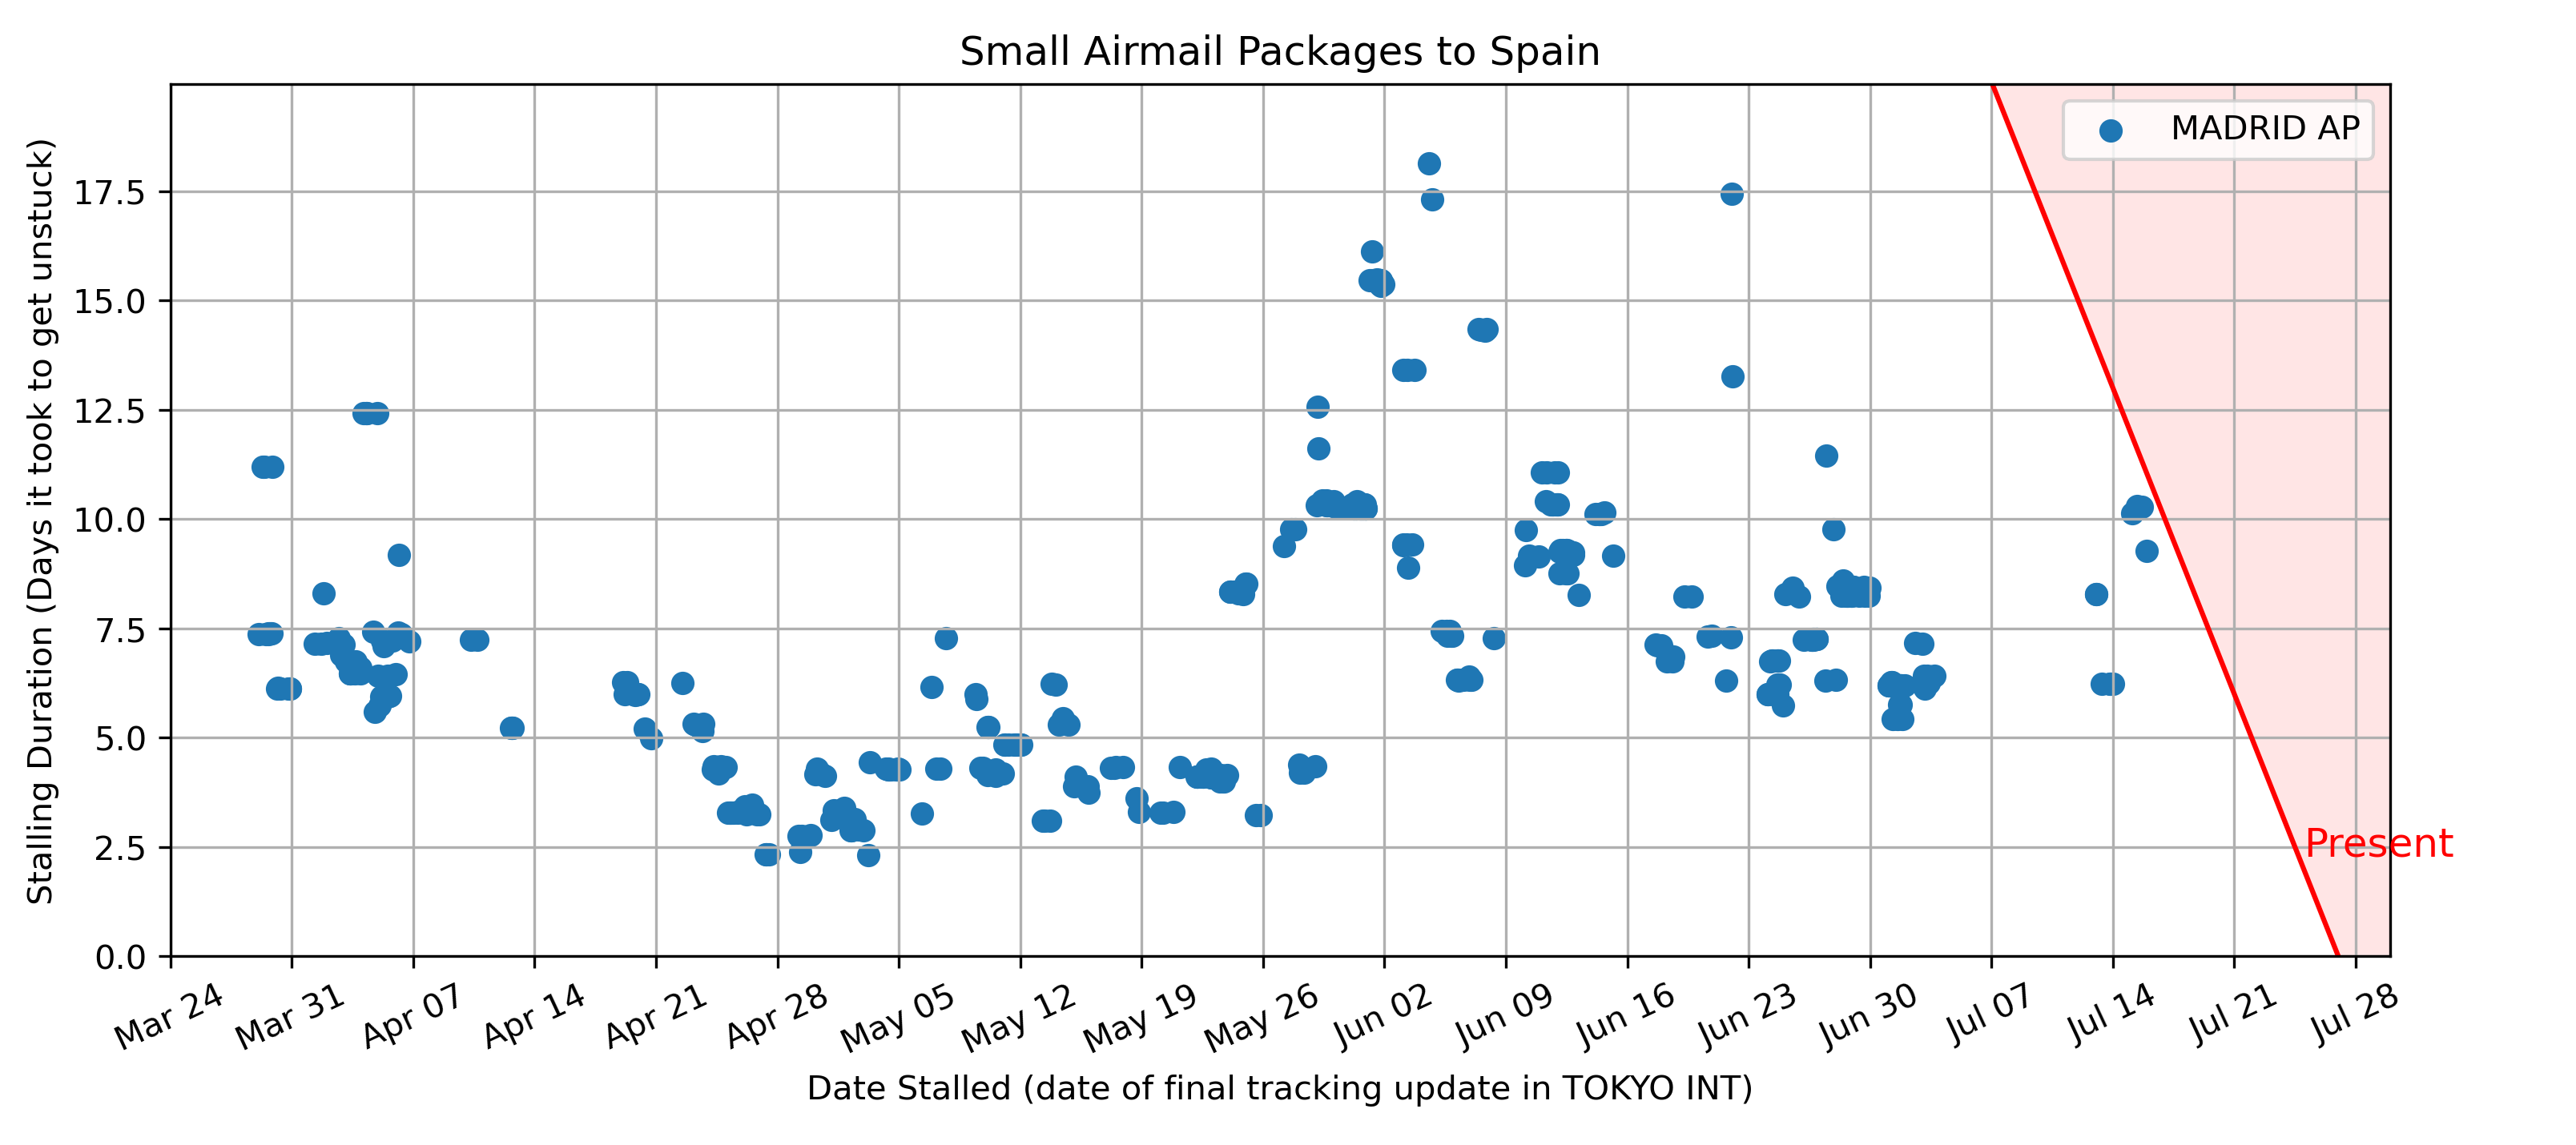 Small Airmail Packages to Spain
MADRID AP
Stalling Duration (Days it took to get unstuck)
17.5
15.0
12.5
10.0
7.5
5.0
2.5
0.0
Present
Mar 24
Mar 31
Apr 07
Apr 14
Apr 21
Apr 28
May 05
May 12
May 19
May 26
Jun 02
Jun 09
Jun 16
Jun 23
Jun 30
Jul 07
Jul 14
Jul 21
Jul 28
Date Stalled (date of final tracking update in TOKYO INT)